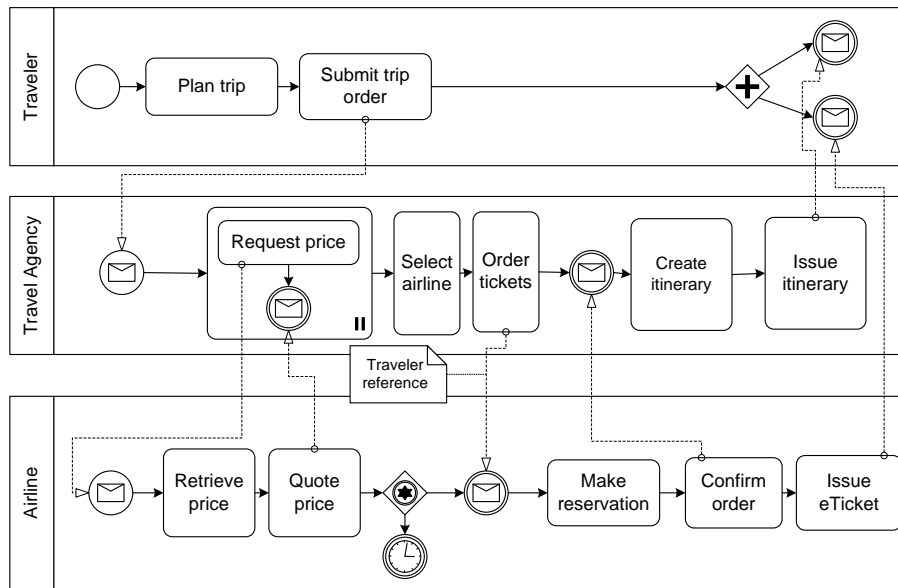 Traveler
Plan trip
Submit trip
order
Travel Agency
Request price
Select
airline
Order
tickets
Create
itinerary
Issue
itinerary
Traveler
reference
Airline
Retrieve
price
Quote
price
Make
reservation
Confirm
order
Issue
eTicket